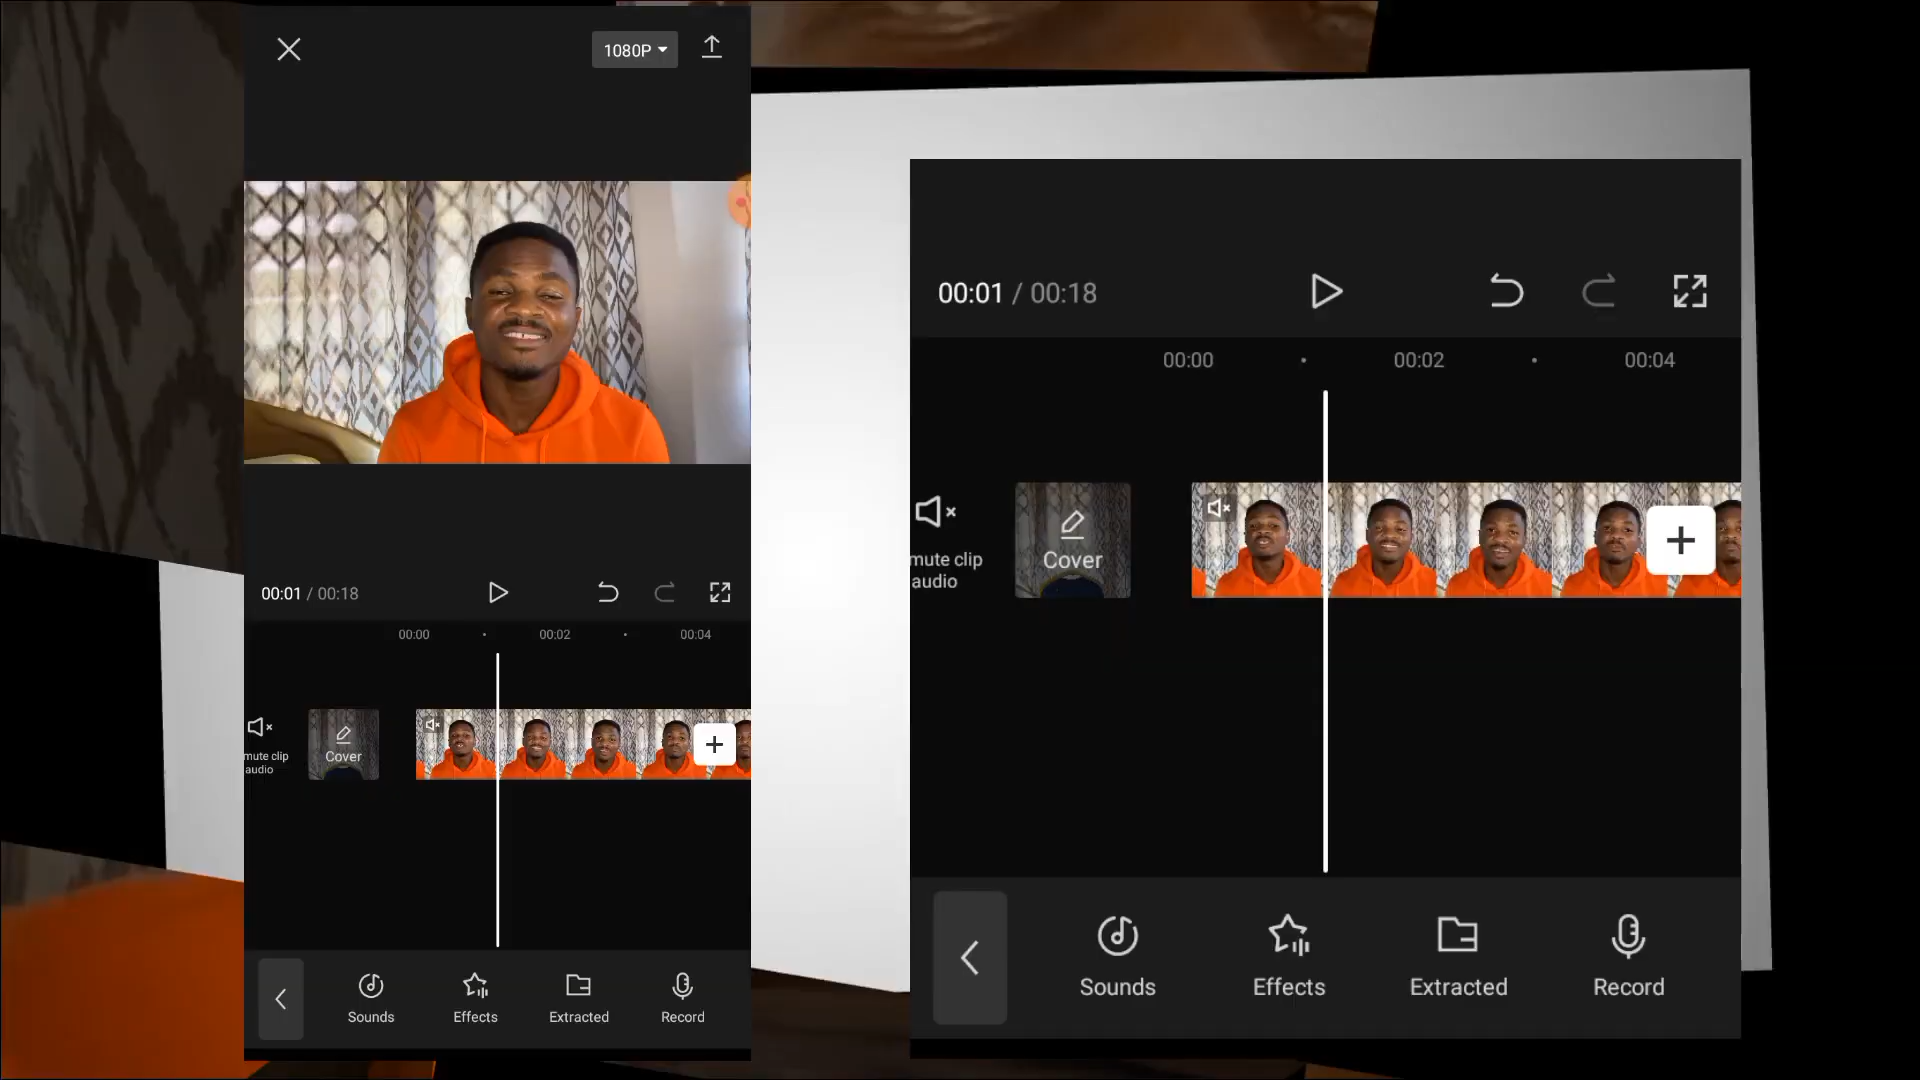 1080P
00:01 / 00:18
00:00
00:02
00:04
mute clip
audio
Cover
Sounds
Effects
Extracted
Record
00:01 / 00:18
00:00
00:02
00:04
mute clip
audio
Cover
Sounds
Effects
Extracted
Record